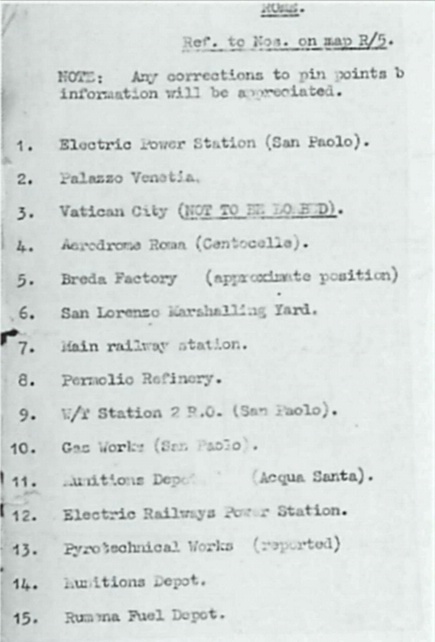 ROME.
Ref. to Nos. on map R/5.
NOTE: Any corrections to pin points b
information will be appreciated.
1. Electric Power Station (San Paolo).
2. Palazzo Venetia.
3. Vatican City (NOT TO BE BOMBED).
4. Aerodrome Roma (Centocelle).
5. Breda Factory (approximate position)
6. San Lorenzo Marshalling Yard.
7. Main railway station.
8. Permolic Refinery.
9. W/T Station 2 R.O. (San Paolo).
10. Gas Works (San Paolo).
11. Munitions Depot (Acqua Santa).
12. Electric Railways Power Station.
13. Pyrotechnical Works (reported)
14. Munitions Depot.
15. Fuel Depot.